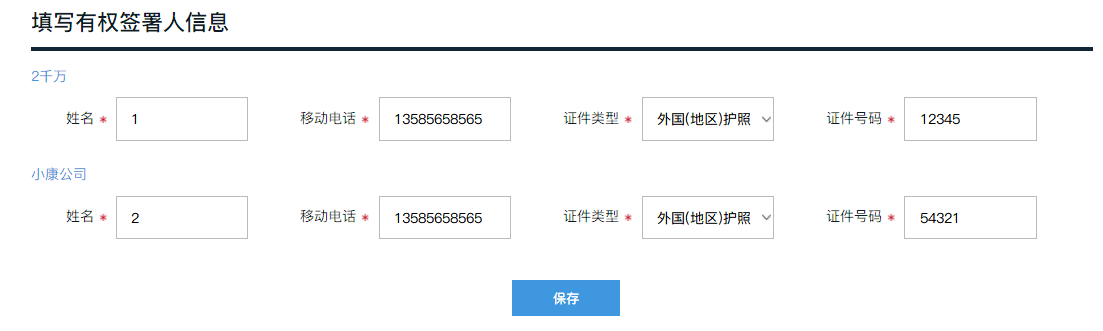 填写有权签署人信息
2千万
姓名 * 1 移动电话 * 13585658565 证件类型 * 外国(地区)护照 证件号码 * 12345
小康公司
姓名 * 2 移动电话 * 13585658565 证件类型 * 外国(地区)护照 证件号码 * 54321
保存